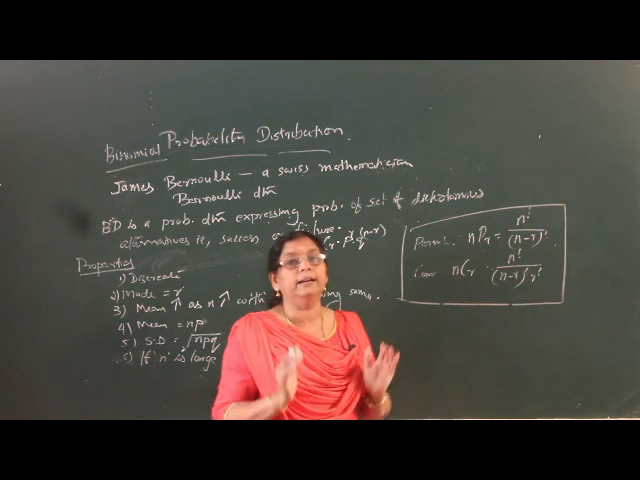 Binomial Probability Distribution.
James Bernoulli – a swiss mathematician
Bernoulli dtn
BD is a prob. dtn expressing prob. of set of dichotomous
alternatives ie, success or failure.
r. p^r q^(n-r)
Properties
1) Discrete
2) Mode = r
3) Mean ↑ as n ↑ with same.
4) Mean = np
5) S.D = √npq
6) If 'n' is large
nPr = n! / (n-r)!
nCr = n! / (n-r)! r!